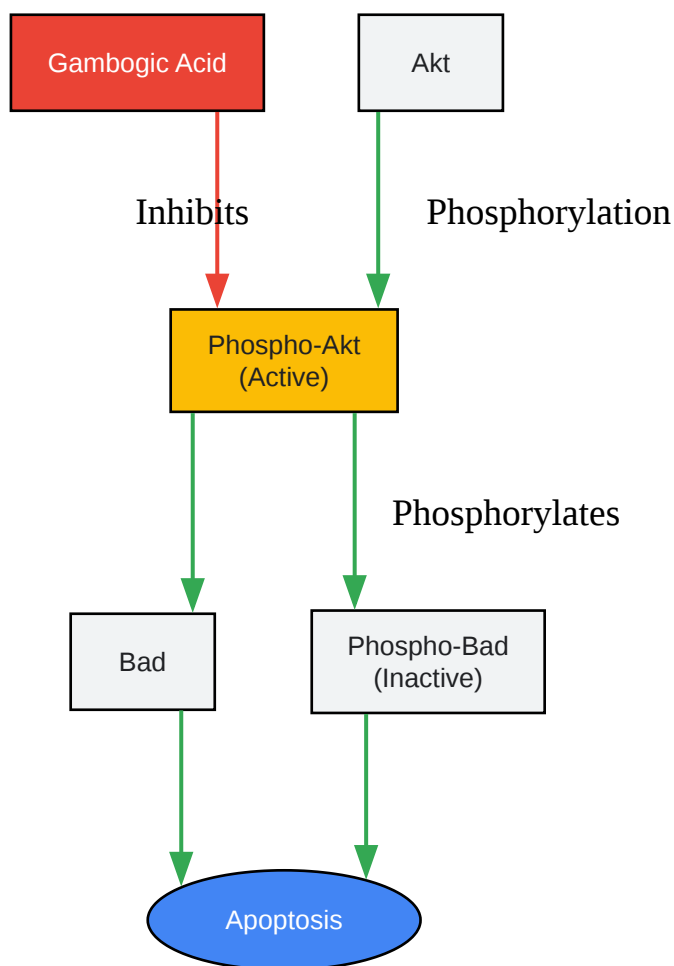 Gambogic Acid
Akt
Inhibits
Phosphorylation
Phospho-Akt
(Active)
Phosphorylates
Bad
Phospho-Bad
(Inactive)
Apoptosis